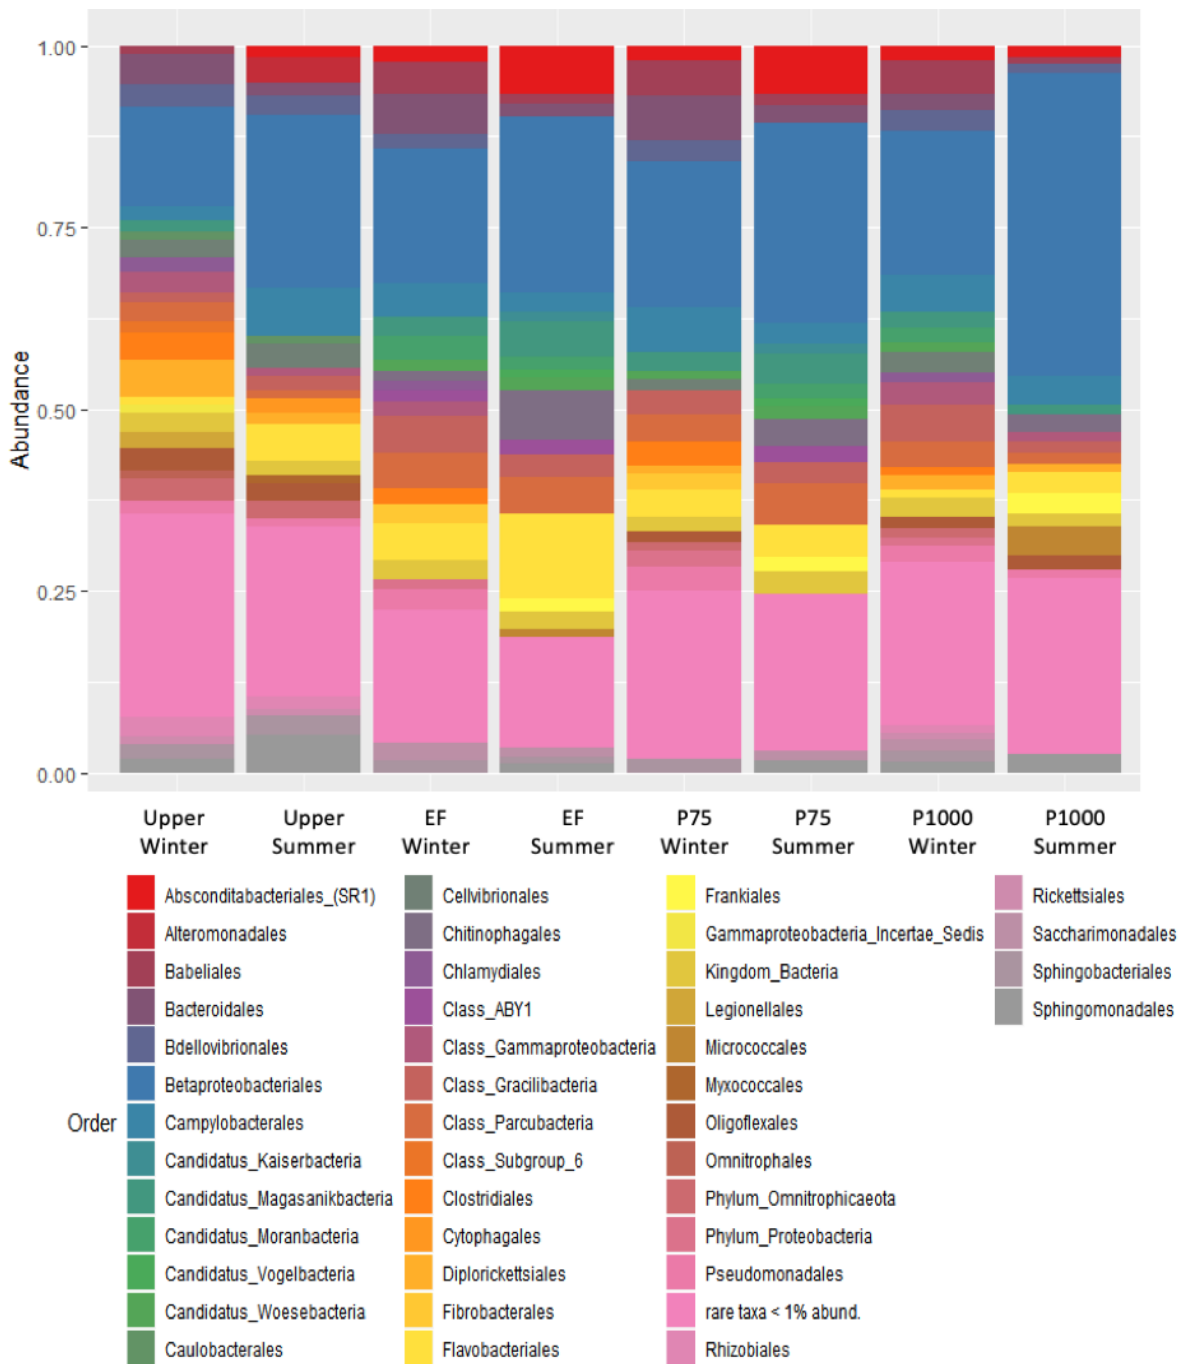 1.00
0.75
0.50
0.25
0.00
Abundance
Upper Winter
Upper Summer
EF Winter
EF Summer
P75 Winter
P75 Summer
P1000 Winter
P1000 Summer
Order
Absconditabacteriales_(SR1)
Alteromonadales
Babeliales
Bacteroidales
Bdellovibrionales
Betaproteobacteriales
Campylobacterales
Candidatus_Kaiserbacteria
Candidatus_Magasanikbacteria
Candidatus_Moranbacteria
Candidatus_Vogelbacteria
Candidatus_Woesebacteria
Caulobacterales
Cellvibrionales
Chitinophagales
Chlamydiales
Class_ABY1
Class_Gammaproteobacteria
Class_Gracilibacteria
Class_Parcubacteria
Class_Subgroup_6
Clostridiales
Cytophagales
Diplorickettsiales
Fibrobacterales
Flavobacteriales
Frankiales
Gammaproteobacteria_Incertae_Sedis
Kingdom_Bacteria
Legionellales
Micrococcales
Myxococcales
Oligoflexales
Omnitrophales
Phylum_Omnitrophicaeota
Phylum_Proteobacteria
Pseudomonadales
rare taxa < 1% abund.
Rhizobiales
Rickettsiales
Saccharimonadales
Sphingobacteriales
Sphingomonadales